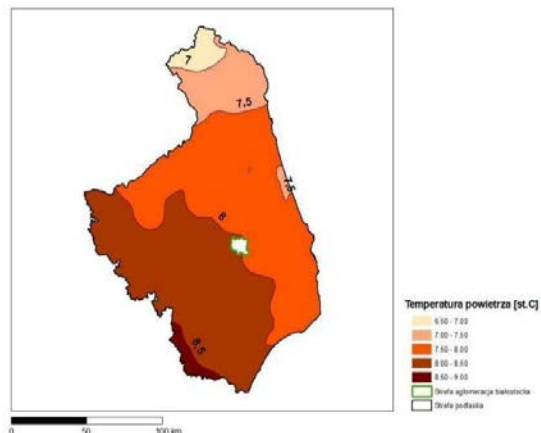 7
7,5
7,5
8
8,5
Temperatura powietrza [st.C]
6.50 - 7.00
7.00 - 7.50
7.50 - 8.00
8.00 - 8.50
8.50 - 9.00
Strefa aglomeracja białostocka
Strefa podlaska
0 50 100 km